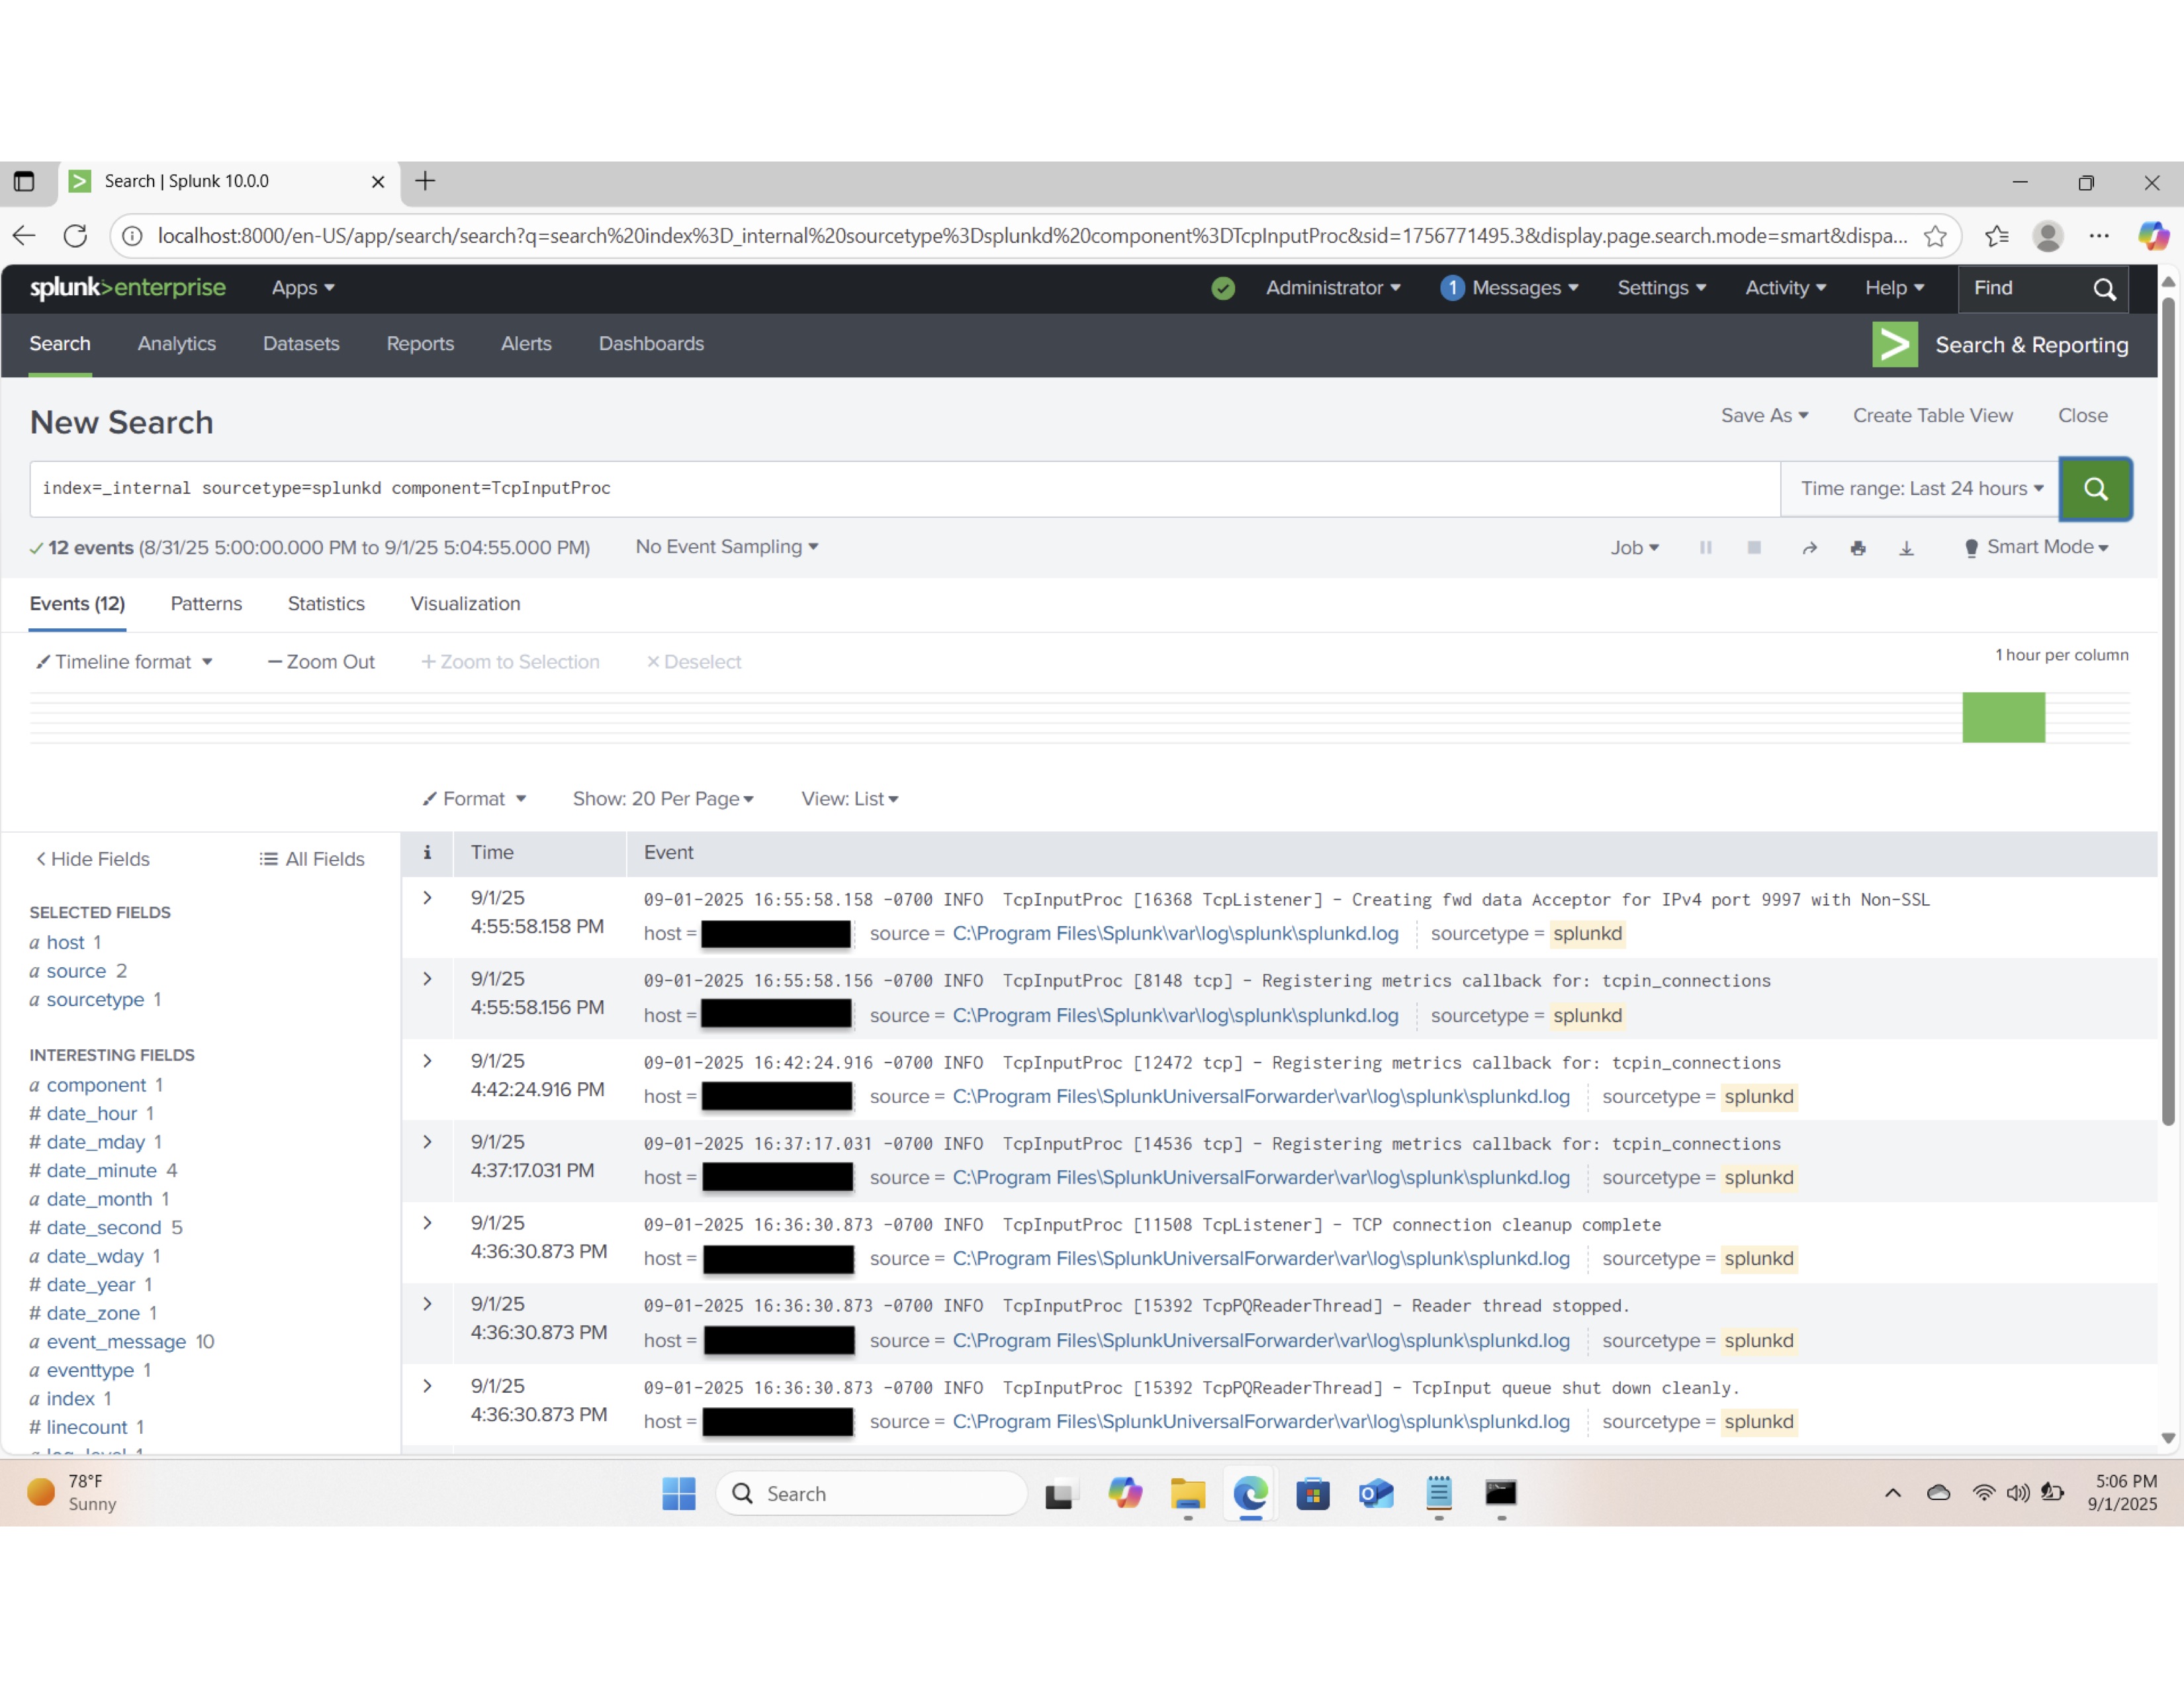 Search | Splunk 10.0.0
localhost:8000/en-US/app/search/search?q=search%20index%3D_internal%20sourcetype%3Dsplunkd%20component%3DTcpInputProc&sid=1756771495.3&display.page.search.mode=smart&dispa...
splunk>enterprise Apps Administrator 1 Messages Settings Activity Help Find
Search Analytics Datasets Reports Alerts Dashboards Search & Reporting
New Search Save As Create Table View Close
index=_internal sourcetype=splunkd component=TcpInputProc Time range: Last 24 hours
12 events (8/31/25 5:00:00.000 PM to 9/1/25 5:04:55.000 PM) No Event Sampling Job Smart Mode
Events (12) Patterns Statistics Visualization
Timeline format Zoom Out + Zoom to Selection × Deselect 1 hour per column
Format Show: 20 Per Page View: List
Hide Fields All Fields
SELECTED FIELDS
a host 1
a source 2
a sourcetype 1
INTERESTING FIELDS
a component 1
# date_hour 1
# date_mday 1
# date_minute 4
a date_month 1
# date_second 5
a date_wday 1
# date_year 1
# date_zone 1
a event_message 10
a eventtype 1
a index 1
# linecount 1
a log_level 1
i Time Event
9/1/25
4:55:58.158 PM
09-01-2025 16:55:58.158 -0700 INFO TcpInputProc [16368 TcpListener] - Creating fwd data Acceptor for IPv4 port 9997 with Non-SSL
host = source = C:\Program Files\Splunk\var\log\splunk\splunkd.log sourcetype = splunkd
9/1/25
4:55:58.156 PM
09-01-2025 16:55:58.156 -0700 INFO TcpInputProc [8148 tcp] - Registering metrics callback for: tcpin_connections
host = source = C:\Program Files\Splunk\var\log\splunk\splunkd.log sourcetype = splunkd
9/1/25
4:42:24.916 PM
09-01-2025 16:42:24.916 -0700 INFO TcpInputProc [12472 tcp] - Registering metrics callback for: tcpin_connections
host = source = C:\Program Files\SplunkUniversalForwarder\var\log\splunk\splunkd.log sourcetype = splunkd
9/1/25
4:37:17.031 PM
09-01-2025 16:37:17.031 -0700 INFO TcpInputProc [14536 tcp] - Registering metrics callback for: tcpin_connections
host = source = C:\Program Files\SplunkUniversalForwarder\var\log\splunk\splunkd.log sourcetype = splunkd
9/1/25
4:36:30.873 PM
09-01-2025 16:36:30.873 -0700 INFO TcpInputProc [11508 TcpListener] - TCP connection cleanup complete
host = source = C:\Program Files\SplunkUniversalForwarder\var\log\splunk\splunkd.log sourcetype = splunkd
9/1/25
4:36:30.873 PM
09-01-2025 16:36:30.873 -0700 INFO TcpInputProc [15392 TcpPQReaderThread] - Reader thread stopped.
host = source = C:\Program Files\SplunkUniversalForwarder\var\log\splunk\splunkd.log sourcetype = splunkd
9/1/25
4:36:30.873 PM
09-01-2025 16:36:30.873 -0700 INFO TcpInputProc [15392 TcpPQReaderThread] - TcpInput queue shut down cleanly.
host = source = C:\Program Files\SplunkUniversalForwarder\var\log\splunk\splunkd.log sourcetype = splunkd
78°F
Sunny
Search
5:06 PM
9/1/2025